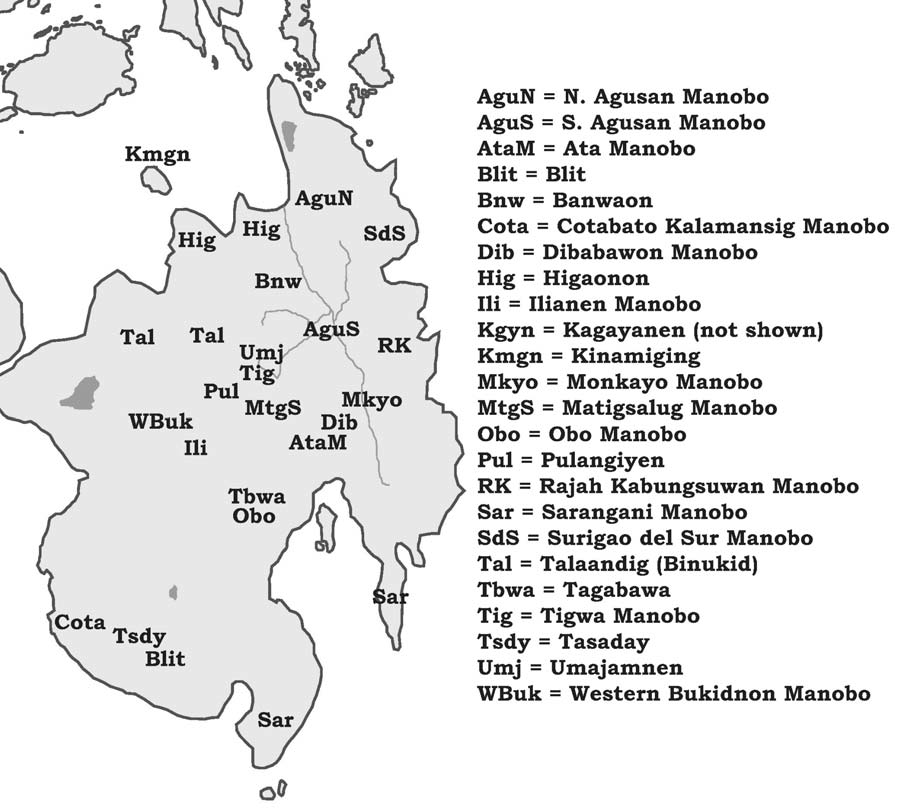 Kmgn
AguN
Hig
Hig
SdS
Bnw
Tal
Tal
AguS
RK
Umj
Tig
Pul
MtgS
Mkyo
WBuk
Dib
Ili
AtaM
Tbwa
Obo
Sar
Cota
Tsdy
Blit
Sar
AguN = N. Agusan Manobo
AguS = S. Agusan Manobo
AtaM = Ata Manobo
Blit = Blit
Bnw = Banwaon
Cota = Cotabato Kalamansig Manobo
Dib = Dibabawon Manobo
Hig = Higaonon
Ili = Ilianen Manobo
Kgyn = Kagayanen (not shown)
Kmgn = Kinamiging
Mkyo = Monkayo Manobo
MtgS = Matigsalug Manobo
Obo = Obo Manobo
Pul = Pulangiyen
RK = Rajah Kabungsuwan Manobo
Sar = Sarangani Manobo
SdS = Surigao del Sur Manobo
Tal = Talaandig (Binukid)
Tbwa = Tagabawa
Tig = Tigwa Manobo
Tsdy = Tasaday
Umj = Umajamnen
WBuk = Western Bukidnon Manobo